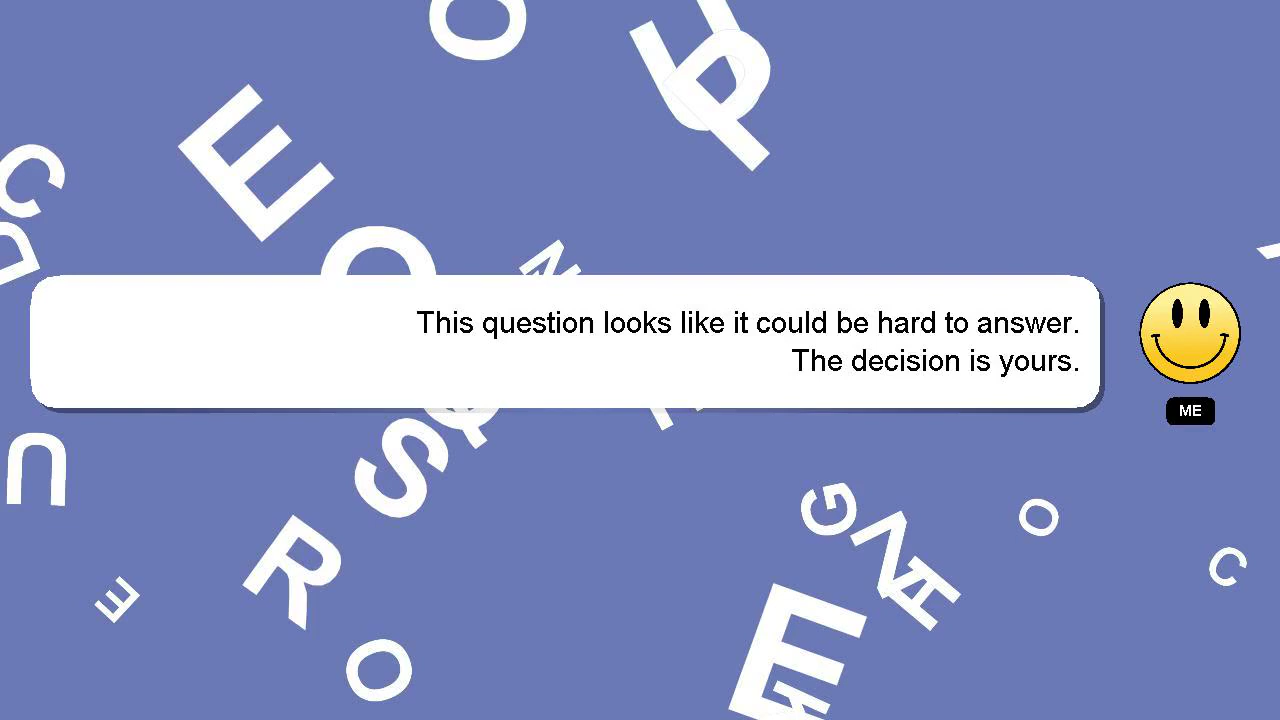 This question looks like it could be hard to answer.
The decision is yours.
ME